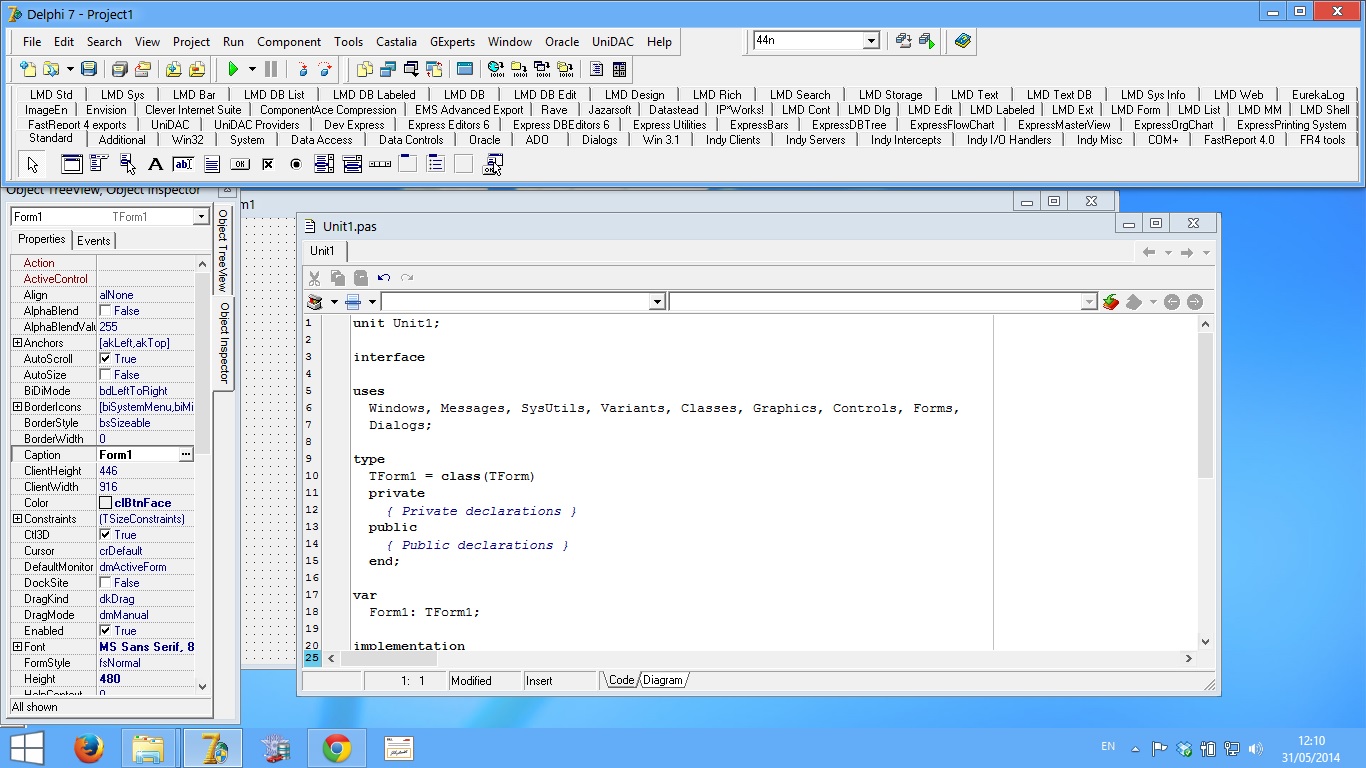 Delphi 7 - Project1
File Edit Search View Project Run Component Tools Castalia GExperts Window Oracle UniDAC Help
44n
LMD Std LMD Sys LMD Bar LMD DB List LMD DB Labeled LMD DB LMD DB Edit LMD Design LMD Rich LMD Search LMD Storage LMD Text LMD Text DB LMD Sys Info LMD Web EurekaLog
ImageEn Envision Clever Internet Suite ComponentAce Compression EMS Advanced Export Rave Jazarsoft Datastead IP*Works! LMD Cont LMD Dlg LMD Edit LMD Labeled LMD Ext LMD Form LMD List LMD MM LMD Shell
FastReport 4 exports UniDAC UniDAC Providers Dev Express Express Editors 6 Express DBEditors 6 Express Utilities ExpressBars ExpressDBTree ExpressFlowChart ExpressMasterView ExpressOrgChart ExpressPrinting System
Standard Additional Win32 System Data Access Data Controls Oracle ADO Dialogs Win 3.1 Indy Clients Indy Servers Indy Intercepts Indy I/O Handlers Indy Misc COM+ FastReport 4.0 FR4 tools
Object TreeView, Object Inspector
m1
Form1 TForm1
Properties Events
Object TreeView
Object Inspector
Action
ActiveControl
Align alNone
AlphaBlend False
AlphaBlendValu 255
Anchors [akLeft,akTop]
AutoScroll True
AutoSize False
BiDiMode bdLeftToRight
BorderIcons [biSystemMenu,biMi
BorderStyle bsSizeable
BorderWidth 0
Caption Form1 ...
ClientHeight 446
ClientWidth 916
Color clBtnFace
Constraints (TSizeConstraints)
Ctl3D True
Cursor crDefault
DefaultMonitor dmActiveForm
DockSite False
DragKind dkDrag
DragMode dmManual
Enabled True
Font MS Sans Serif, 8
FormStyle fsNormal
Height 480
HelpContext 0
All shown
Unit1.pas
Unit1
1 unit Unit1;
2
3 interface
4
5 uses
6 Windows, Messages, SysUtils, Variants, Classes, Graphics, Controls, Forms,
7 Dialogs;
8
9 type
10 TForm1 = class(TForm)
11 private
12 { Private declarations }
13 public
14 { Public declarations }
15 end;
16
17 var
18 Form1: TForm1;
19
20 implementation
25
1: 1 Modified Insert Code Diagram
EN
12:10
31/05/2014